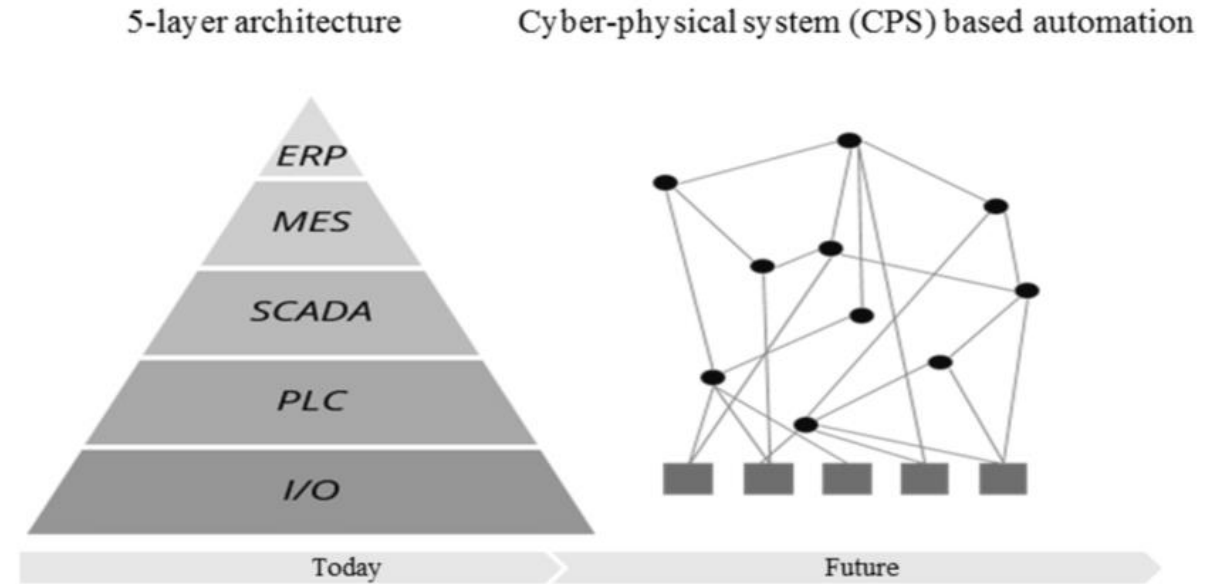 5-layer architecture
Cyber-physical system (CPS) based automation
ERP
MES
SCADA
PLC
I/O
Today
Future